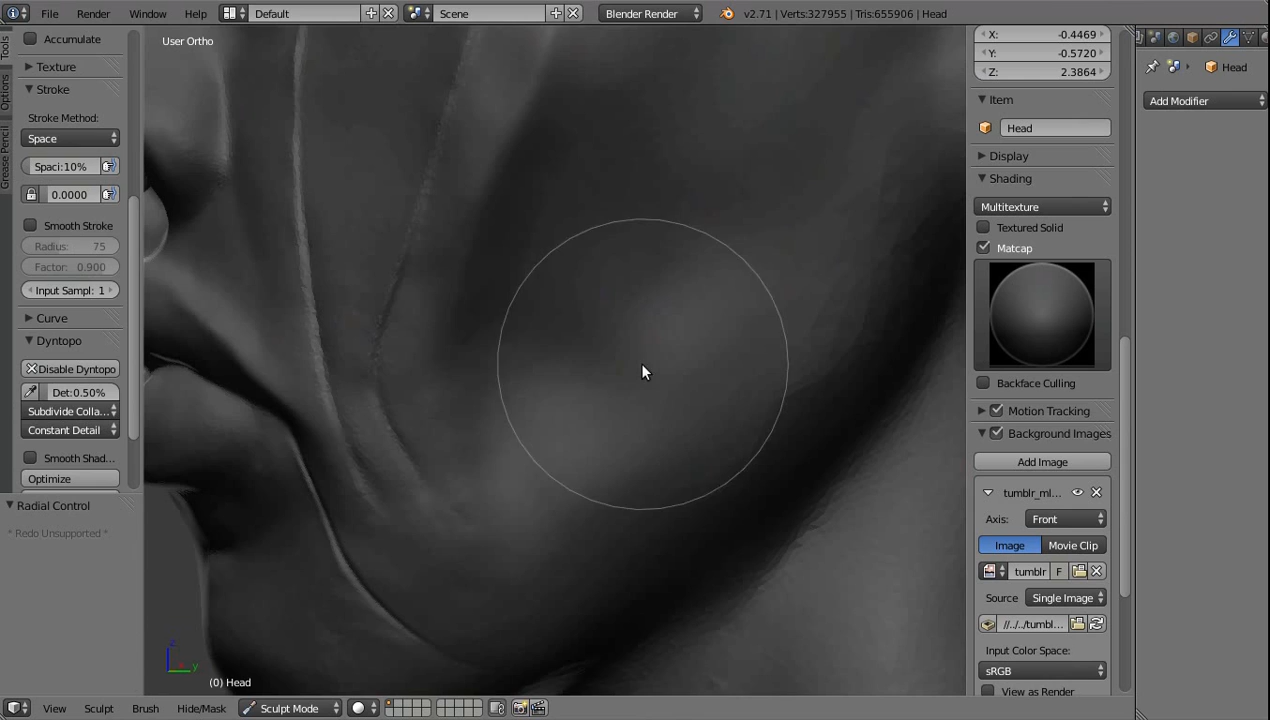 File Render Window Help Default Scene Blender Render v2.71 | Verts:327955 | Tris:655906 | Head
Tools
Options
Grease Pencil
Accumulate
Texture
Stroke
Stroke Method:
Space
Spaci:10%
0.0000
Smooth Stroke
Radius: 75
Factor: 0.900
Input Sampl: 1
Curve
Dyntopo
Disable Dyntopo
Det:0.50%
Subdivide Colla...
Constant Detail
Smooth Shad...
Optimize
Radial Control
* Redo Unsupported *
User Ortho
z
y
(0) Head
X: -0.4469
Y: -0.5720
Z: 2.3864
Item
Head
Display
Shading
Multitexture
Textured Solid
Matcap
Backface Culling
Motion Tracking
Background Images
Add Image
tumblr_ml...
Axis: Front
Image Movie Clip
tumblr F
Source Single Image
//../../tumbl...
Input Color Space:
sRGB
View as Render
Head
Add Modifier
View Sculpt Brush Hide/Mask Sculpt Mode